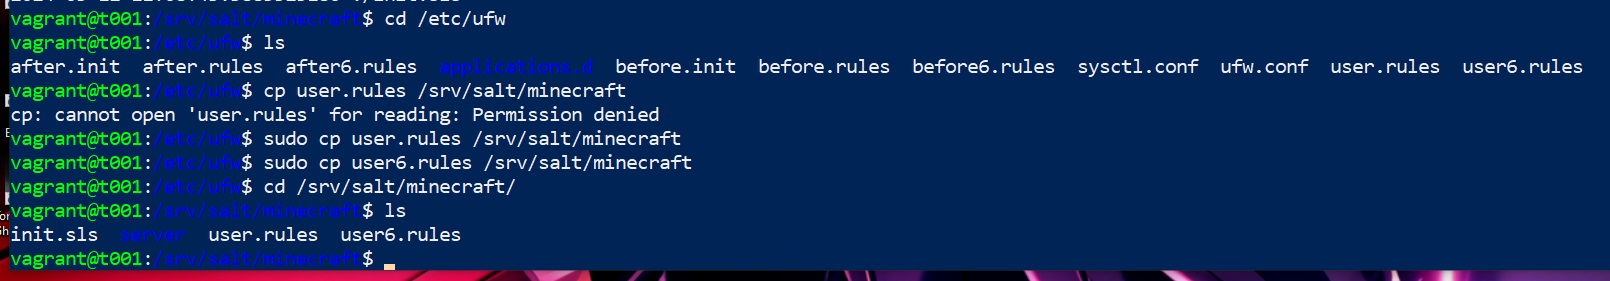 vagrant@t001:/srv/salt/minecraft$ cd /etc/ufw
vagrant@t001:/etc/ufw$ ls
after.init after.rules after6.rules applications.d before.init before.rules before6.rules sysctl.conf ufw.conf user.rules user6.rules
vagrant@t001:/etc/ufw$ cp user.rules /srv/salt/minecraft
cp: cannot open 'user.rules' for reading: Permission denied
vagrant@t001:/etc/ufw$ sudo cp user.rules /srv/salt/minecraft
vagrant@t001:/etc/ufw$ sudo cp user6.rules /srv/salt/minecraft
vagrant@t001:/etc/ufw$ cd /srv/salt/minecraft/
vagrant@t001:/srv/salt/minecraft$ ls
init.sls server user.rules user6.rules
vagrant@t001:/srv/salt/minecraft$